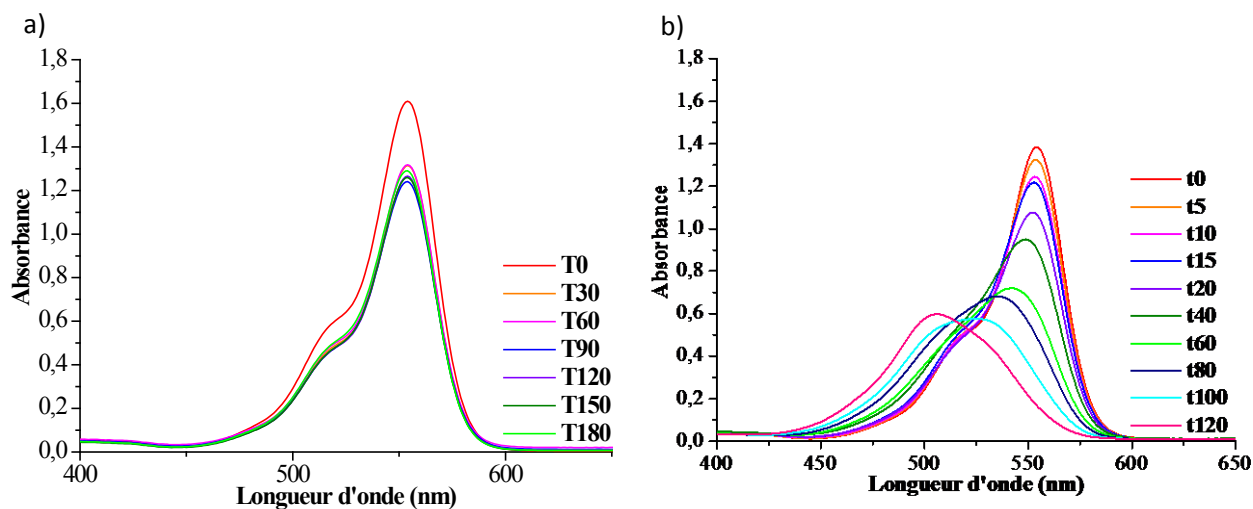 a)
1,8
1,6
1,4
1,2
1,0
0,8
0,6
0,4
0,2
0,0
Absorbance
400
500
600
Longueur d'onde (nm)
T0
T30
T60
T90
T120
T150
T180
b)
1,8
1,6
1,4
1,2
1,0
0,8
0,6
0,4
0,2
0,0
Absorbance
400
450
500
550
600
650
Longueur d'onde (nm)
t0
t5
t10
t15
t20
t40
t60
t80
t100
t120